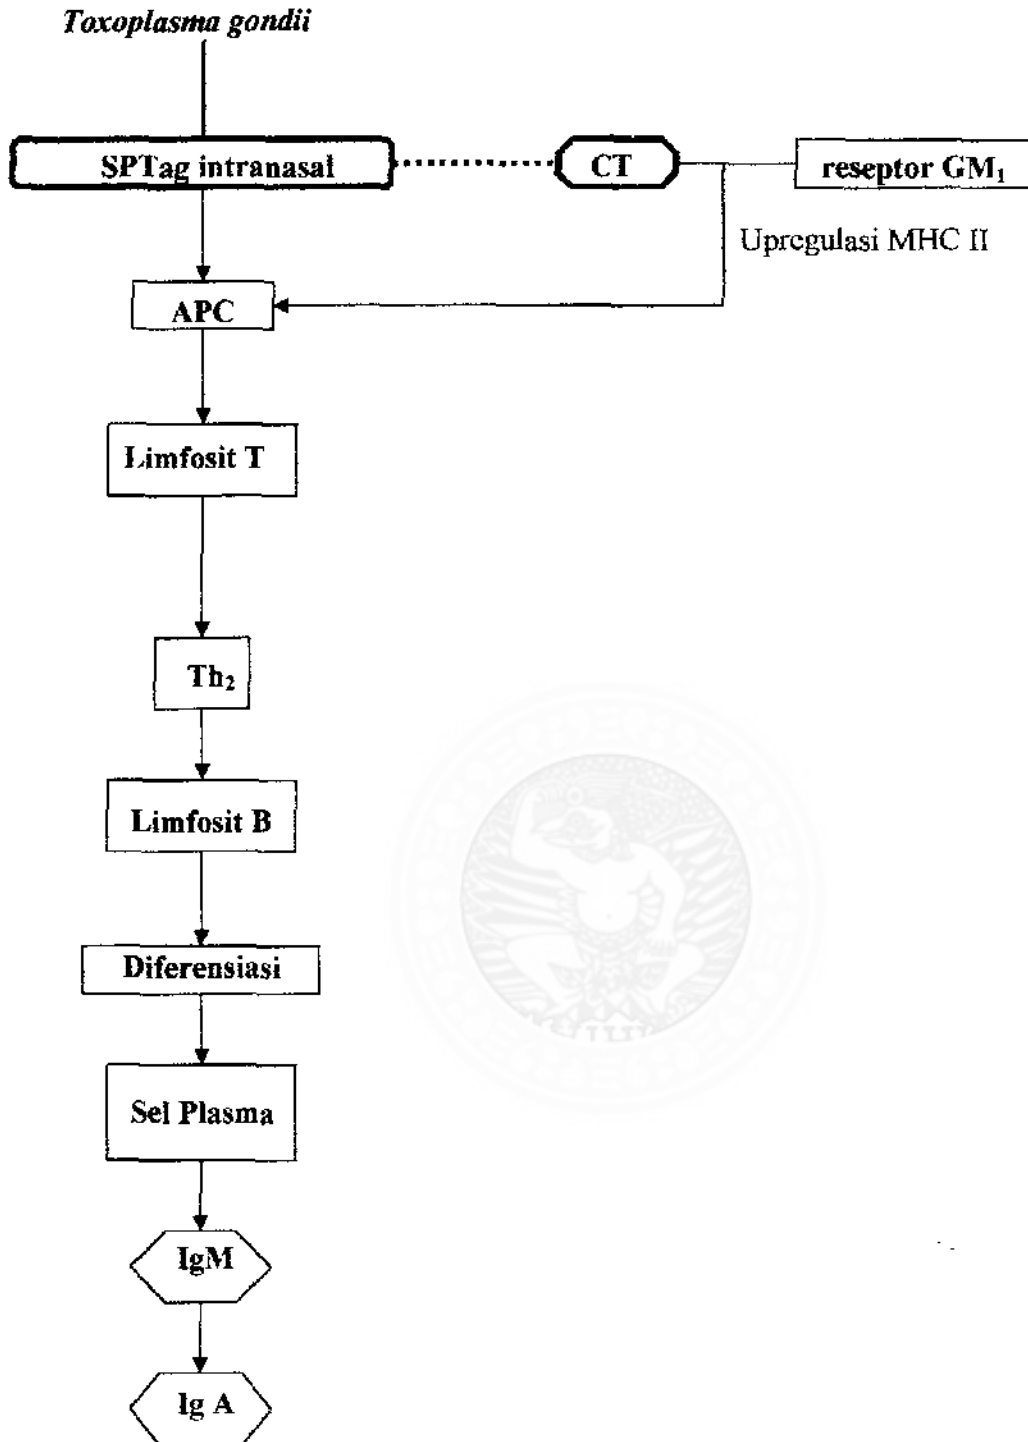 Toxoplasma gondii
SPTag intranasal
CT
reseptor GM₁
Upregulasi MHC II
APC
Limfosit T
Th₂
Limfosit B
Diferensiasi
Sel Plasma
IgM
Ig A